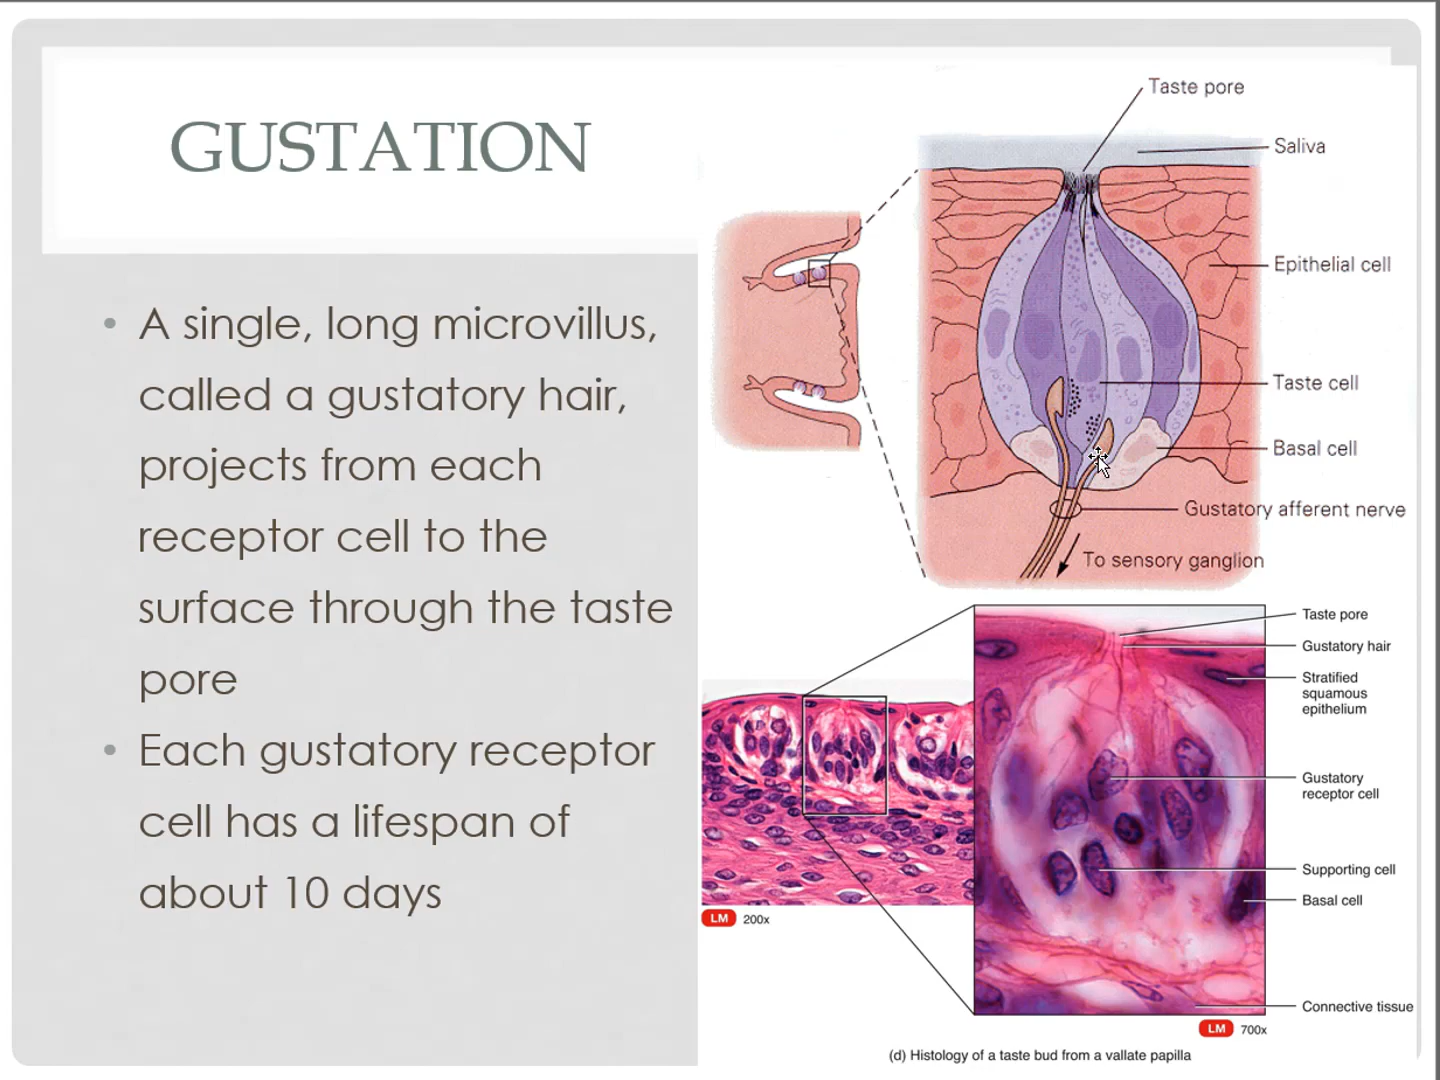 GUSTATION
• A single, long microvillus,
called a gustatory hair,
projects from each
receptor cell to the
surface through the taste
pore
• Each gustatory receptor
cell has a lifespan of
about 10 days
Taste pore
Saliva
Epithelial cell
Taste cell
Basal cell
Gustatory afferent nerve
To sensory ganglion
Taste pore
Gustatory hair
Stratified
squamous
epithelium
Gustatory
receptor cell
Supporting cell
Basal cell
Connective tissue
LM 200x
LM 700x
(d) Histology of a taste bud from a vallate papilla